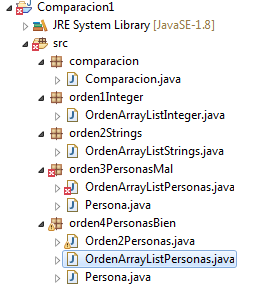 Comparacion1
JRE System Library [JavaSE-1.8]
src
comparacion
Comparacion.java
orden1Integer
OrdenArrayListInteger.java
orden2Strings
OrdenArrayListStrings.java
orden3PersonasMal
OrdenArrayListPersonas.java
Persona.java
orden4PersonasBien
Orden2Personas.java
OrdenArrayListPersonas.java
Persona.java